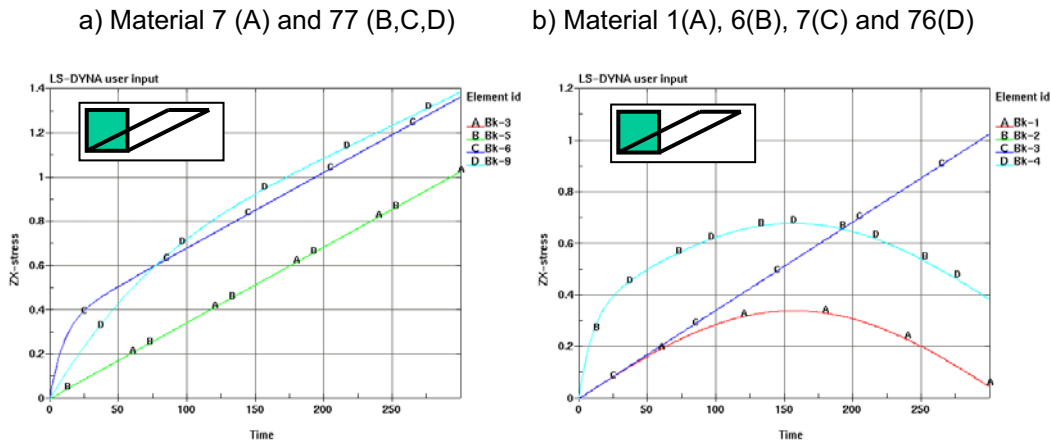 a) Material 7 (A) and 77 (B,C,D)
b) Material 1(A), 6(B), 7(C) and 76(D)
LS-DYNA user input
1.4
1.2
1
0.8
0.6
0.4
0.2
0
ZX-stress
0 50 100 150 200 250
Time
Element id
A Bk-3
B Bk-5
C Bk-6
D Bk-9
A A A A A
B B B B B
C C C C C
D D D D D
LS-DYNA user input
1.2
1
0.8
0.6
0.4
0.2
0
ZX-stress
0 50 100 150 200 250
Time
Element id
A Bk-1
B Bk-2
C Bk-3
D Bk-4
A A A A A
B B B B
C C C C C
D D D D D